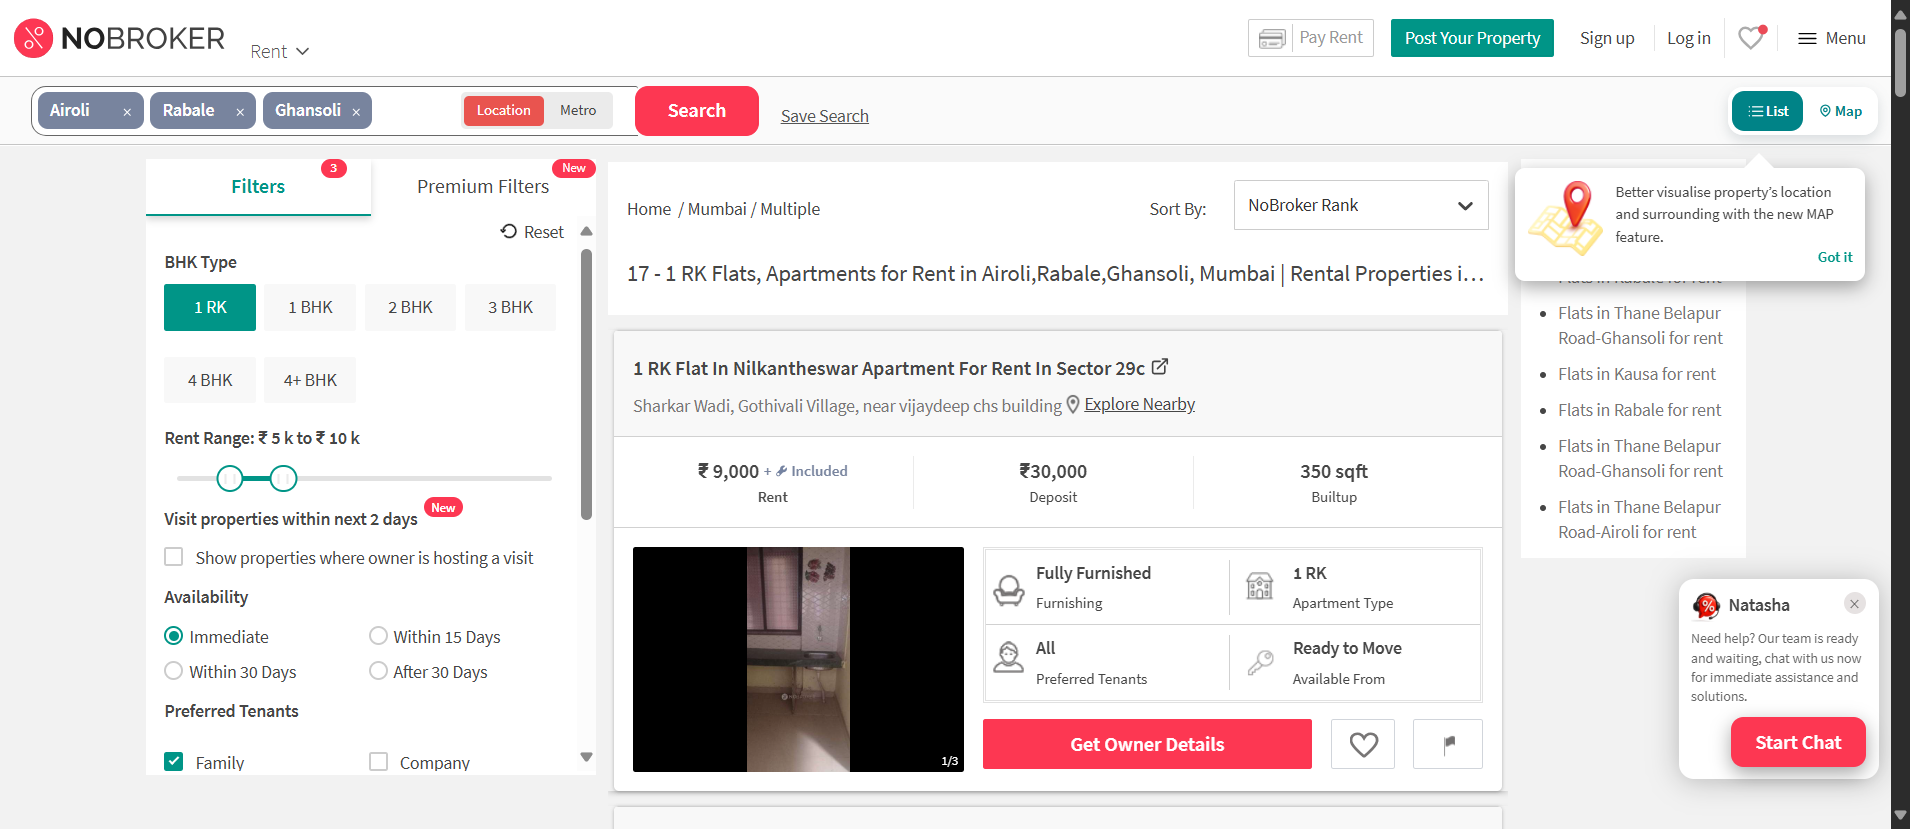 NOBROKER
Rent
Pay Rent
Post Your Property
Sign up
Log in
Menu
Airoli ×
Rabale ×
Ghansoli ×
Location
Metro
Search
Save Search
List
Map
Filters
3
Premium Filters
New
Reset
BHK Type
1 RK
1 BHK
2 BHK
3 BHK
4 BHK
4+ BHK
Rent Range: ₹ 5 k to ₹ 10 k
Visit properties within next 2 days
New
Show properties where owner is hosting a visit
Availability
Immediate
Within 15 Days
Within 30 Days
After 30 Days
Preferred Tenants
Family
Company
Home / Mumbai / Multiple
Sort By:
NoBroker Rank
17 - 1 RK Flats, Apartments for Rent in Airoli,Rabale,Ghansoli, Mumbai | Rental Properties i...
1 RK Flat In Nilkantheswar Apartment For Rent In Sector 29c
Sharkar Wadi, Gothivali Village, near vijaydeep chs building
Explore Nearby
₹ 9,000 + Included
Rent
₹30,000
Deposit
350 sqft
Builtup
1/3
Fully Furnished
Furnishing
1 RK
Apartment Type
All
Preferred Tenants
Ready to Move
Available From
Get Owner Details
Better visualise property's location
and surrounding with the new MAP
feature.
Got it
Flats in Rabale for rent
Flats in Thane Belapur
Road-Ghansoli for rent
Flats in Kausa for rent
Flats in Rabale for rent
Flats in Thane Belapur
Road-Ghansoli for rent
Flats in Thane Belapur
Road-Airoli for rent
Natasha
Need help? Our team is ready
and waiting, chat with us now
for immediate assistance and
solutions.
Start Chat